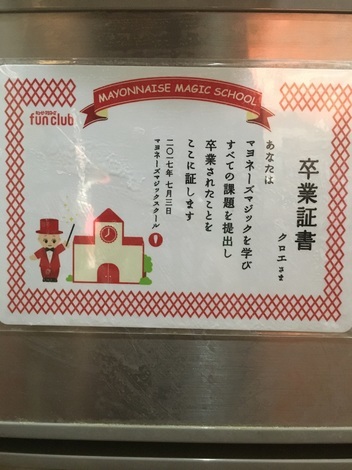 fun club
MAYONNAISE MAGIC SCHOOL
卒業証書
クロエさま
あなたは
マヨネーズマジックを学び
すべての課題を提出し
卒業されたことを
ここに証します
二〇一七年 七月三日
マヨネーズマジックスクール